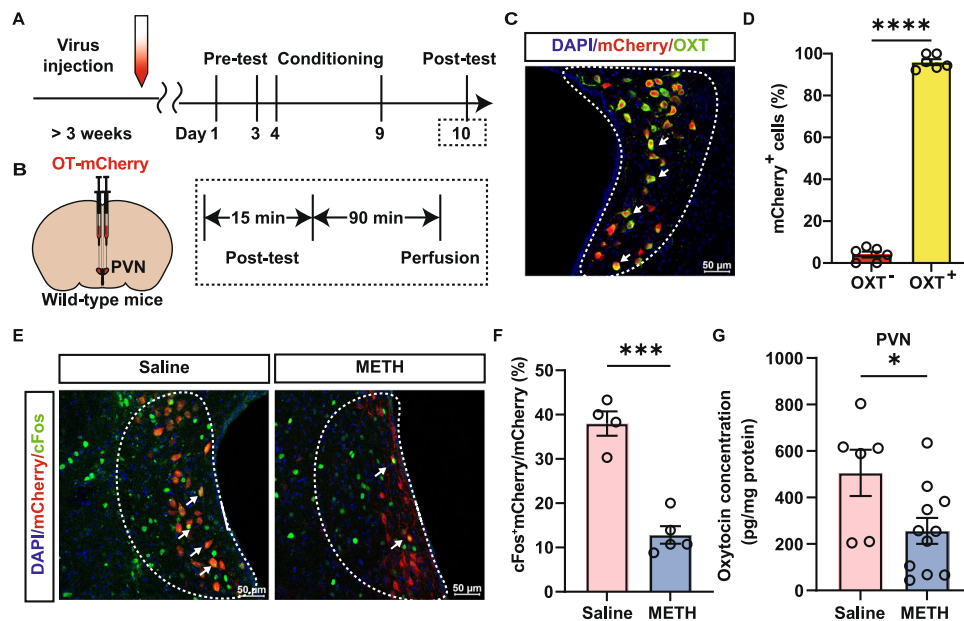 A
Virus
injection
> 3 weeks
Pre-test
Conditioning
Post-test
Day 1
3
4
9
10
B
OT-mCherry
PVN
Wild-type mice
15 min
90 min
Post-test
Perfusion
C
DAPI/mCherry/OXT
50 µm
D
****
mCherry+ cells (%)
100
80
60
40
20
0
OXT-
OXT+
E
Saline
METH
DAPI/mCherry/cFos
50 µm
50 µm
F
***
cFos+mCherry/mCherry (%)
50
40
30
20
10
0
Saline
METH
G
PVN
*
Oxytocin concentration
(pg/mg protein)
1000
800
600
400
200
0
Saline
METH